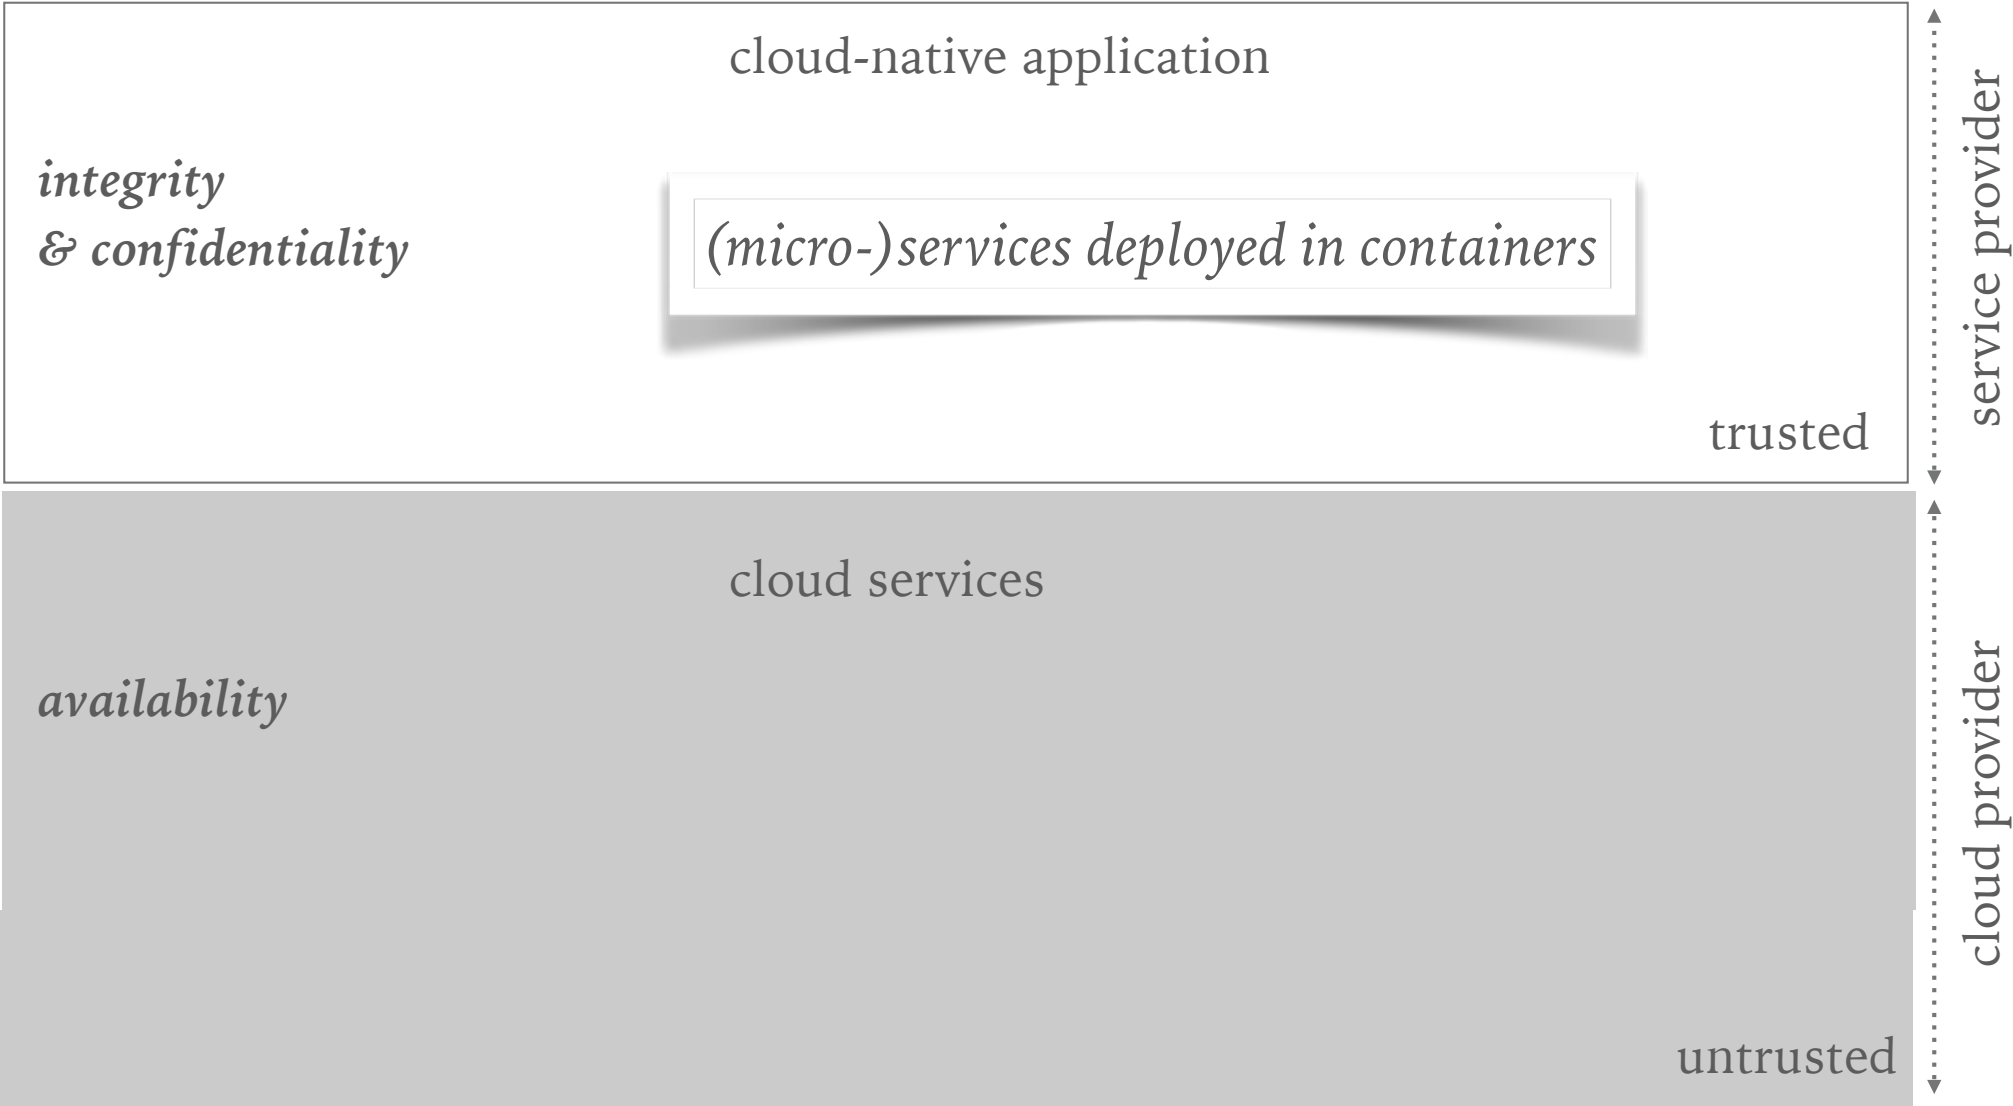 cloud-native application
integrity
& confidentiality
(micro-)services deployed in containers
trusted
service provider
cloud services
availability
cloud provider
untrusted